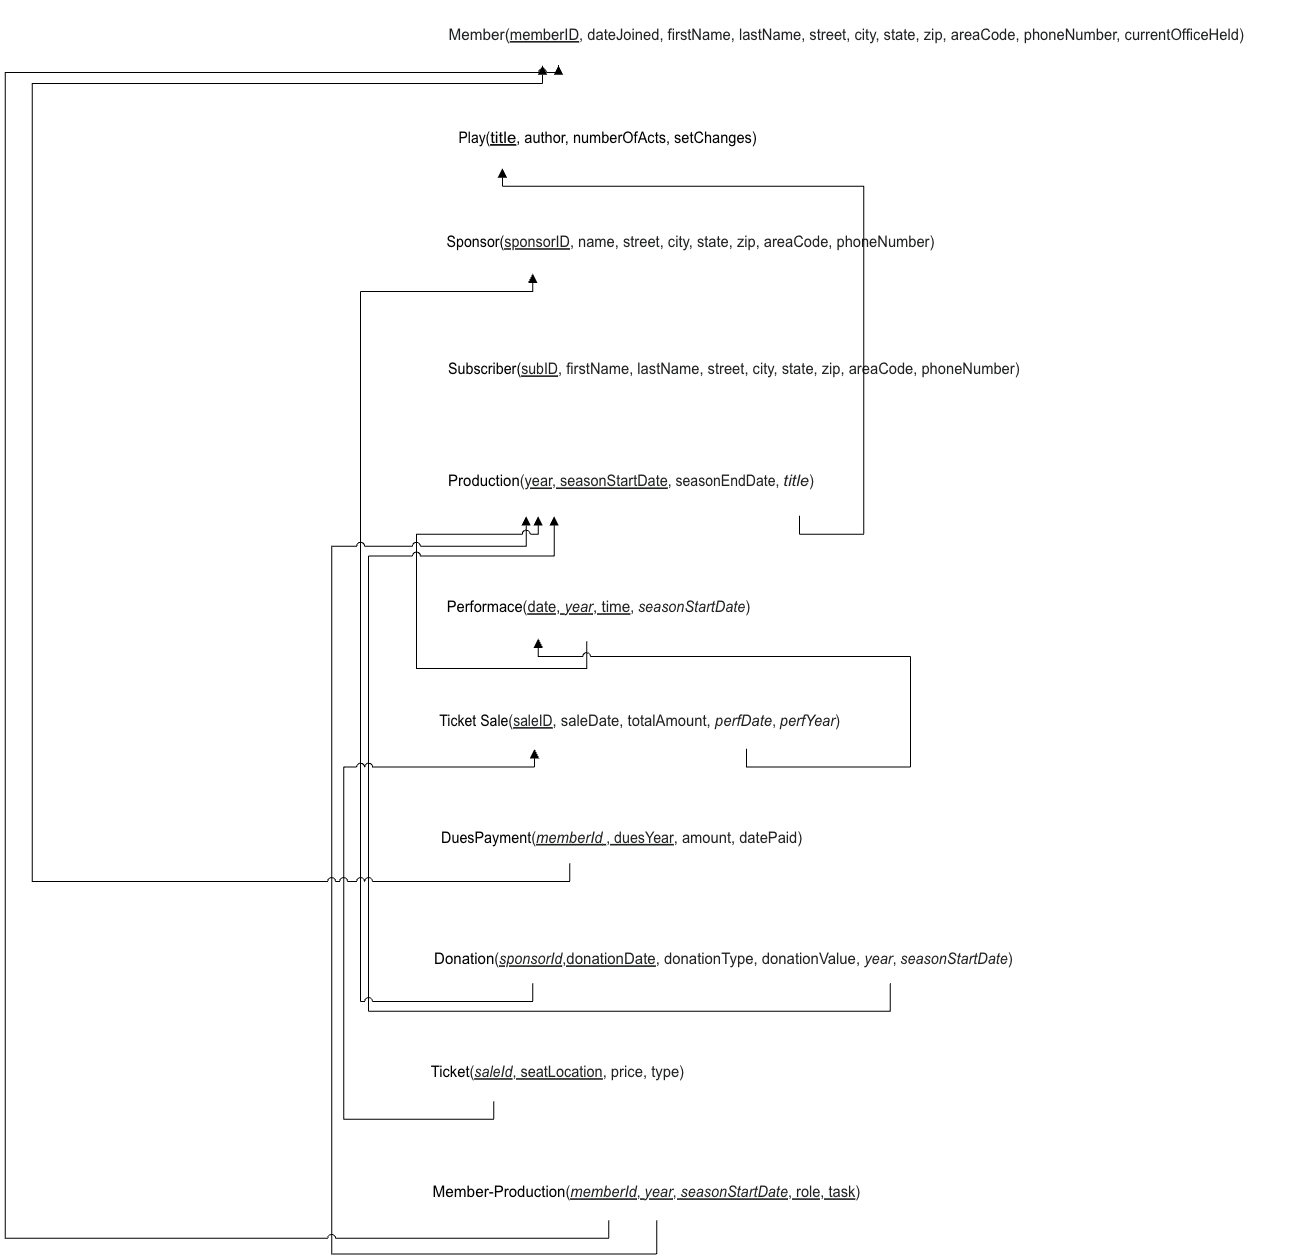 Member(memberID, dateJoined, firstName, lastName, street, city, state, zip, areaCode, phoneNumber, currentOfficeHeld)
Play(title, author, numberOfActs, setChanges)
Sponsor(sponsorID, name, street, city, state, zip, areaCode, phoneNumber)
Subscriber(subID, firstName, lastName, street, city, state, zip, areaCode, phoneNumber)
Production(year, seasonStartDate, seasonEndDate, title)
Performace(date, year, time, seasonStartDate)
Ticket Sale(saleID, saleDate, totalAmount, perfDate, perfYear)
DuesPayment(memberId , duesYear, amount, datePaid)
Donation(sponsorId,donationDate, donationType, donationValue, year, seasonStartDate)
Ticket(saleId, seatLocation, price, type)
Member-Production(memberId, year, seasonStartDate, role, task)